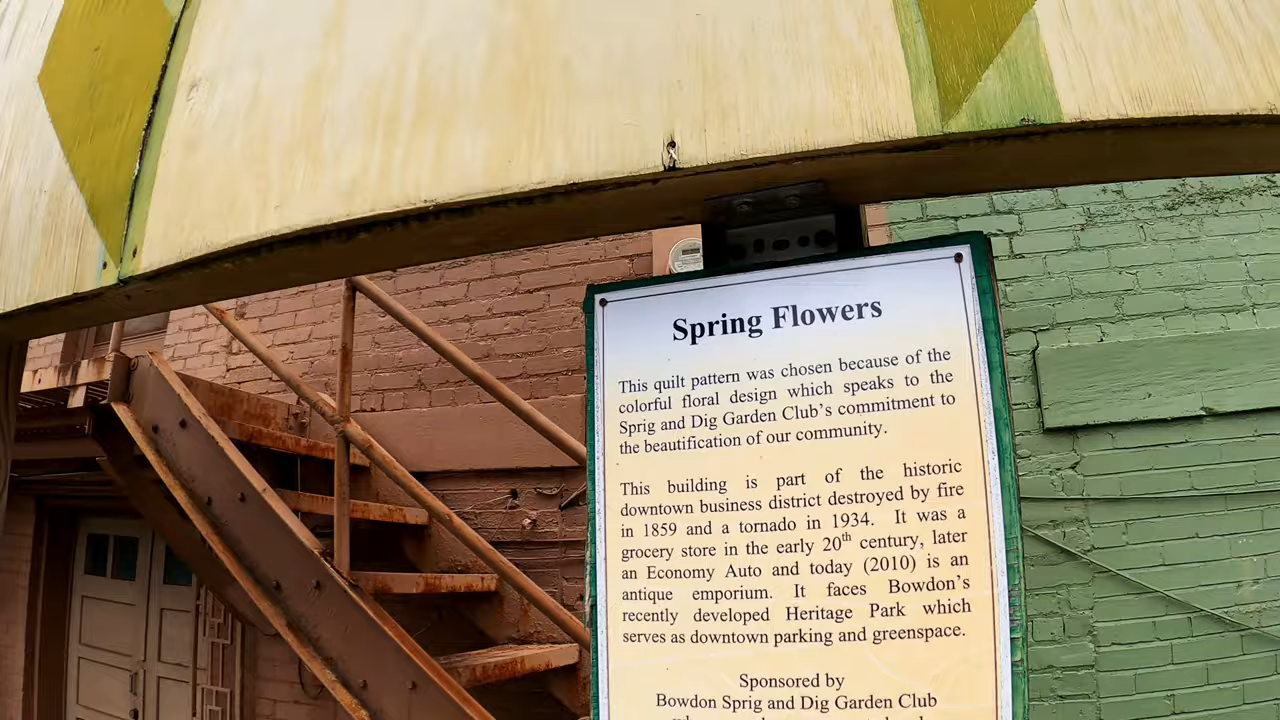 Spring Flowers
This quilt pattern was chosen because of the
colorful floral design which speaks to the
Sprig and Dig Garden Club's commitment to
the beautification of our community.
This building is part of the historic
downtown business district destroyed by fire
in 1859 and a tornado in 1934. It was a
grocery store in the early 20th century, later
an Economy Auto and today (2010) is an
antique emporium. It faces Bowdon's
recently developed Heritage Park which
serves as downtown parking and greenspace.
Sponsored by
Bowdon Sprig and Dig Garden Club